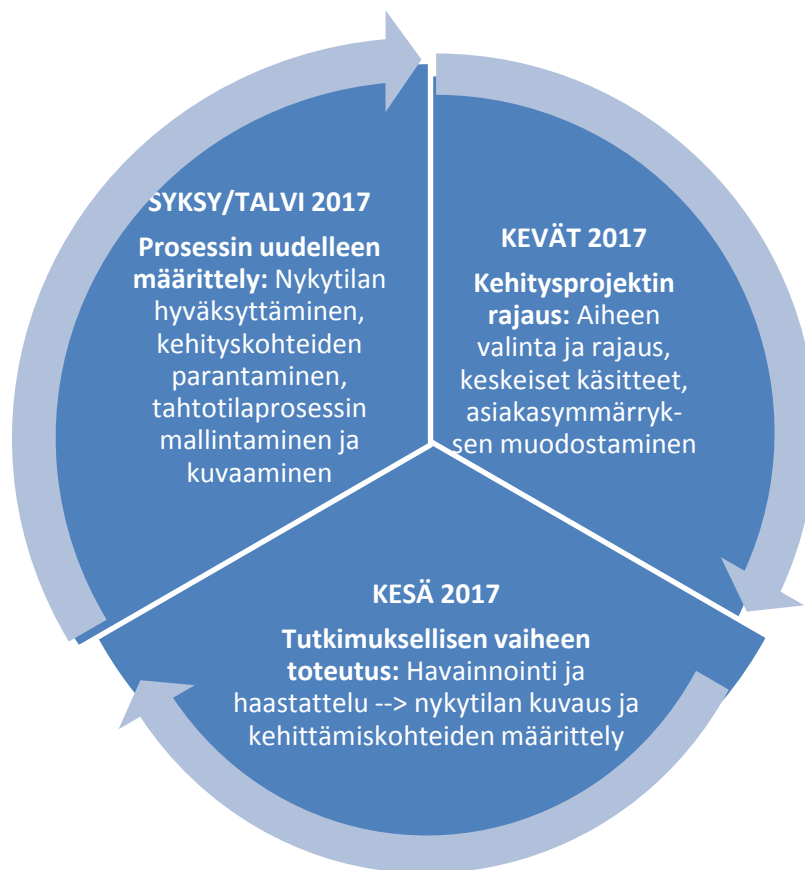 SYKSY/TALVI 2017
Prosessin uudelleen
määrittely: Nykytilan
hyväksyttäminen,
kehityskohteiden
parantaminen,
tahtotilaprosessin
mallintaminen ja
kuvaaminen
KEVÄT 2017
Kehitysprojektin
rajaus: Aiheen
valinta ja rajaus,
keskeiset käsitteet,
asiakasymmärryk-
sen muodostaminen
KESÄ 2017
Tutkimuksellisen vaiheen
toteutus: Havainnointi ja
haastattelu --> nykytilan kuvaus ja
kehittämiskohteiden määrittely